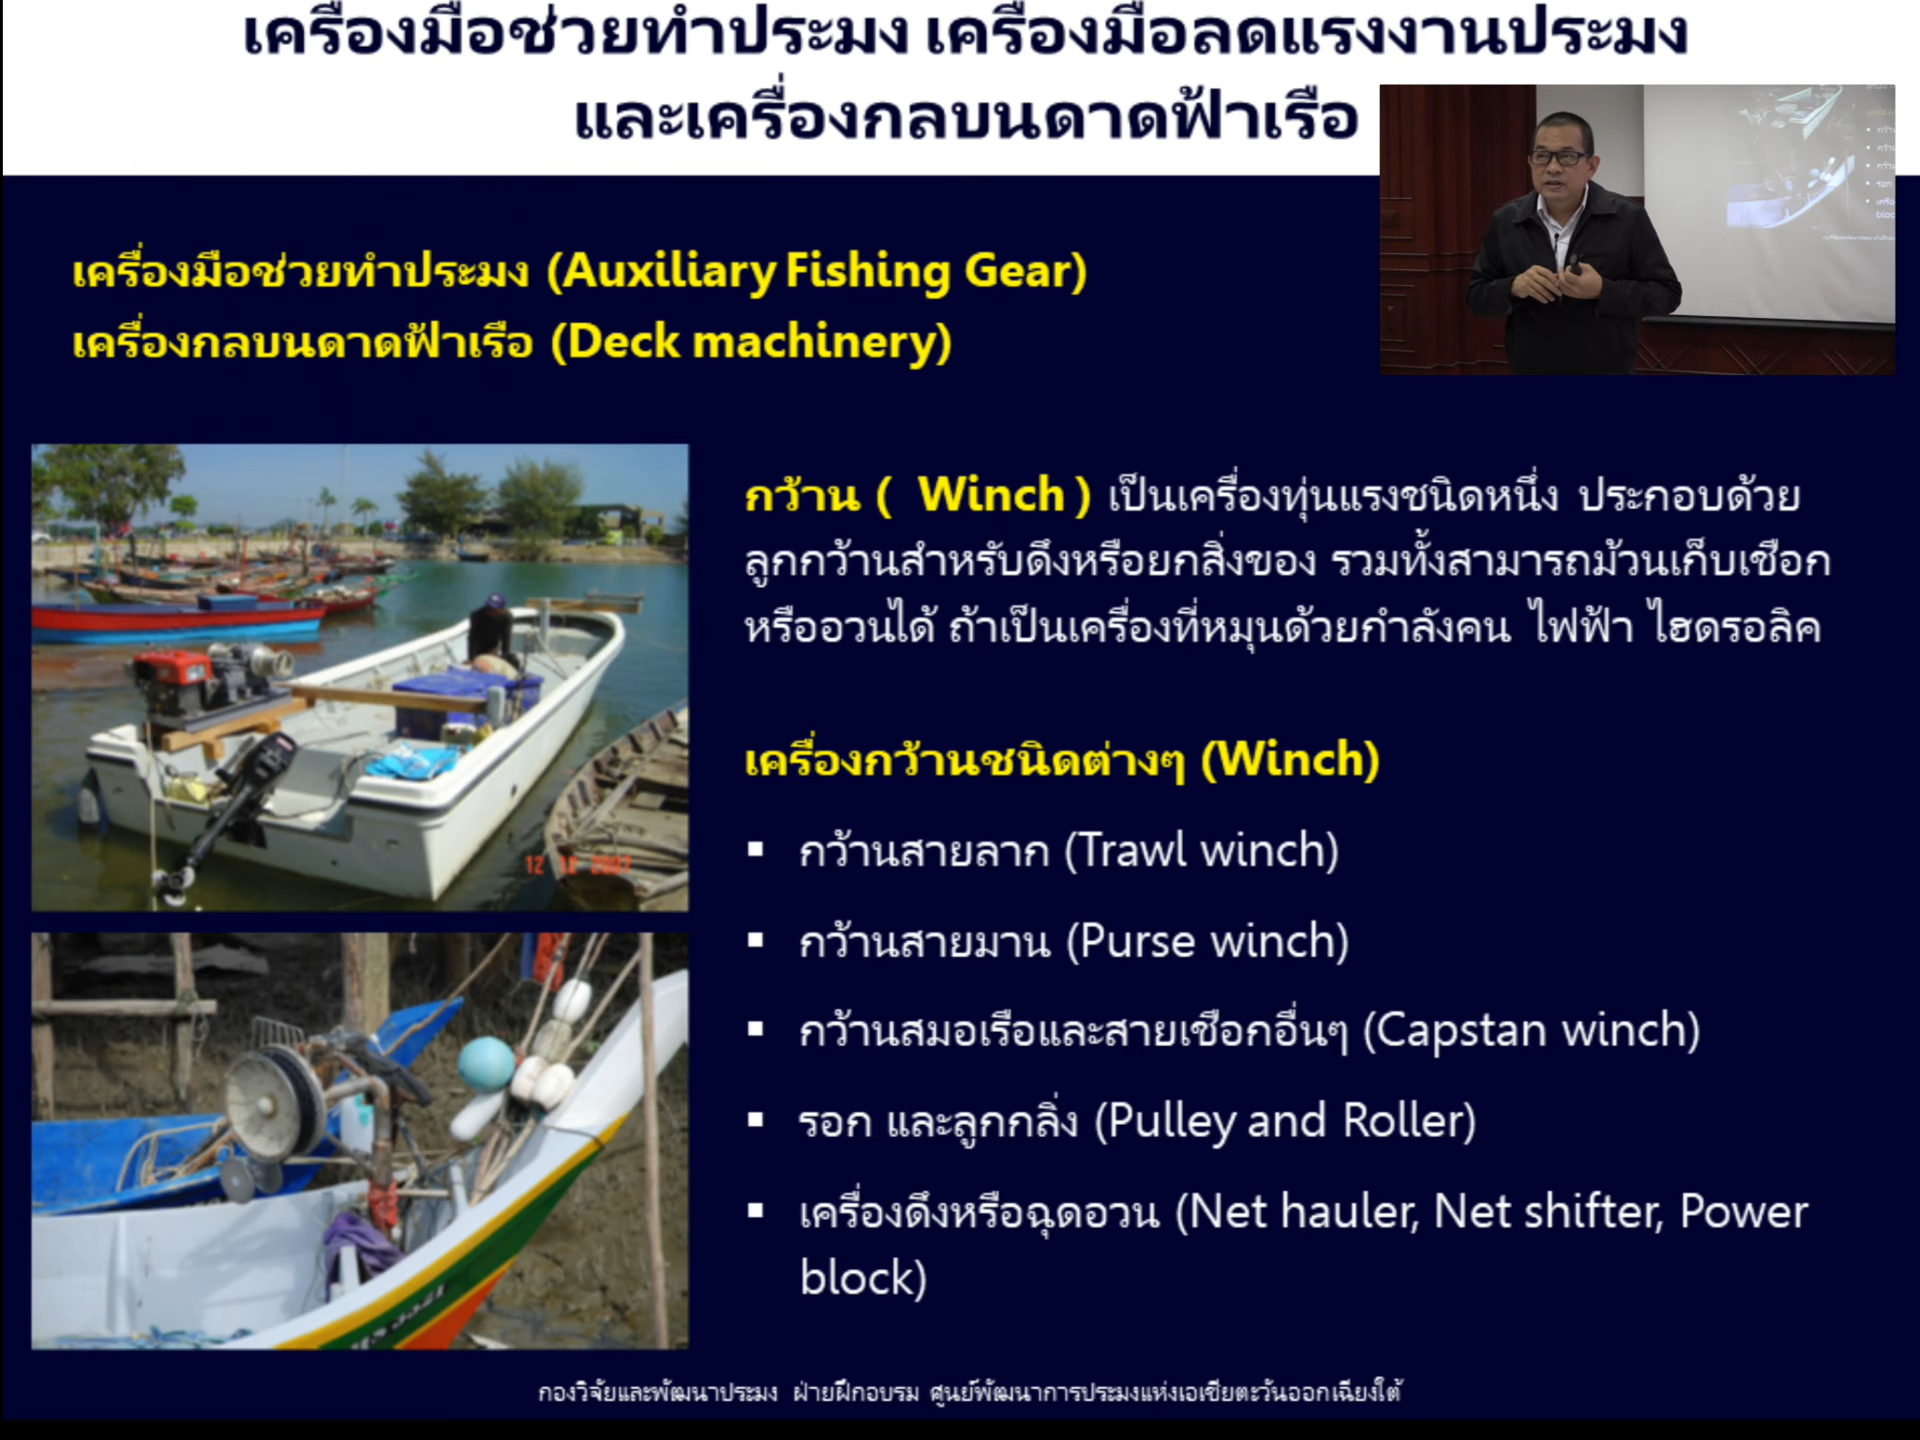 เครื่องมือช่วยทำประมง เครื่องมือลดแรงงานประมง
และเครื่องกลบนดาดฟ้าเรือ
เครื่องมือช่วยทำประมง (Auxiliary Fishing Gear)
เครื่องกลบนดาดฟ้าเรือ (Deck machinery)
กว้าน ( Winch ) เป็นเครื่องทุ่นแรงชนิดหนึ่ง ประกอบด้วย
ลูกกว้านสำหรับดึงหรือยกสิ่งของ รวมทั้งสามารถม้วนเก็บเชือก
หรืออวนได้ ถ้าเป็นเครื่องที่หมุนด้วยกำลังคน ไฟฟ้า ไฮดรอลิค
เครื่องกว้านชนิดต่างๆ (Winch)
▪ กว้านสายลาก (Trawl winch)
▪ กว้านสายมาน (Purse winch)
▪ กว้านสมอเรือและสายเชือกอื่นๆ (Capstan winch)
▪ รอก และลูกกลิ่ง (Pulley and Roller)
▪ เครื่องดึงหรือฉุดอวน (Net hauler, Net shifter, Power
block)
12 12 2007
กองวิจัยและพัฒนาประมง ฝ่ายฝึกอบรม ศูนย์พัฒนาการประมงแห่งเอเชียตะวันออกเฉียงใต้